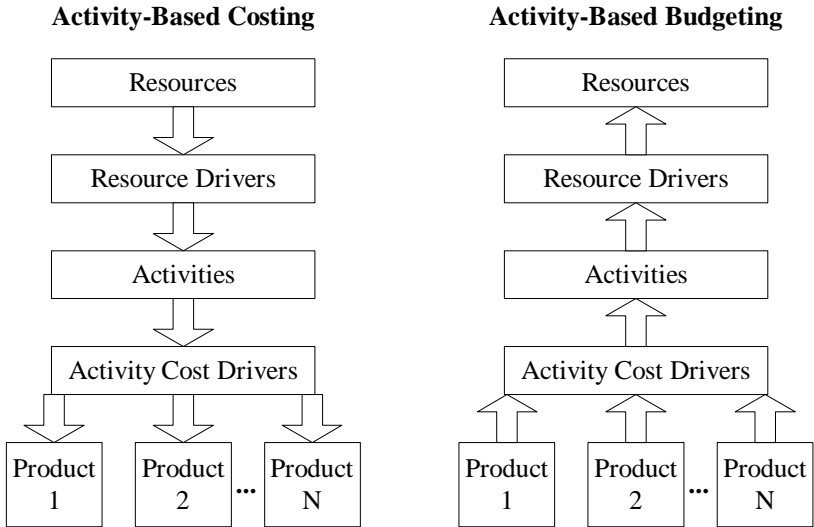 Activity-Based Costing
Resources
Resource Drivers
Activities
Activity Cost Drivers
Product
1
Product
2
...
Product
N
Activity-Based Budgeting
Resources
Resource Drivers
Activities
Activity Cost Drivers
Product
1
Product
2
...
Product
N